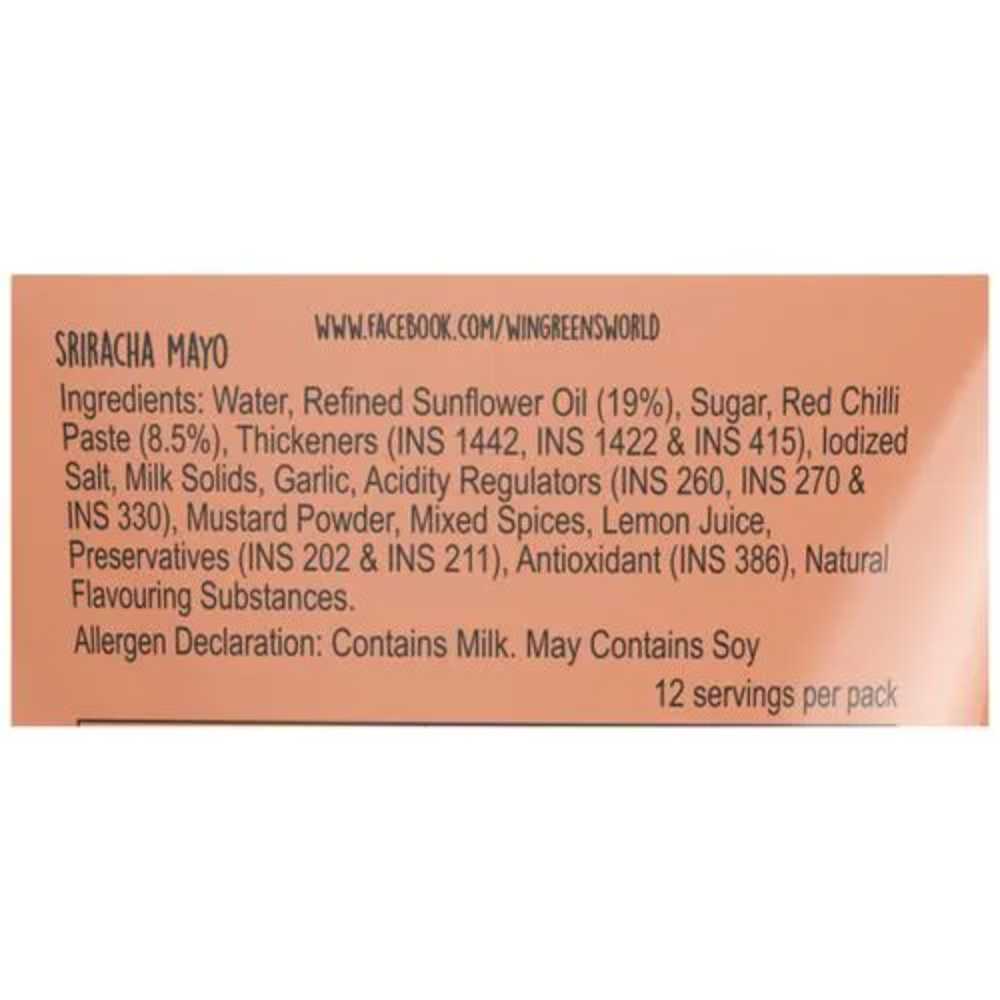 WWW.FACEBOOK.COM/WINGREENSWORLD
SRIRACHA MAYO
Ingredients: Water, Refined Sunflower Oil (19%), Sugar, Red Chilli
Paste (8.5%), Thickeners (INS 1442, INS 1422 & INS 415), Iodized
Salt, Milk Solids, Garlic, Acidity Regulators (INS 260, INS 270 &
INS 330), Mustard Powder, Mixed Spices, Lemon Juice,
Preservatives (INS 202 & INS 211), Antioxidant (INS 386), Natural
Flavouring Substances.
Allergen Declaration: Contains Milk. May Contains Soy
12 servings per pack